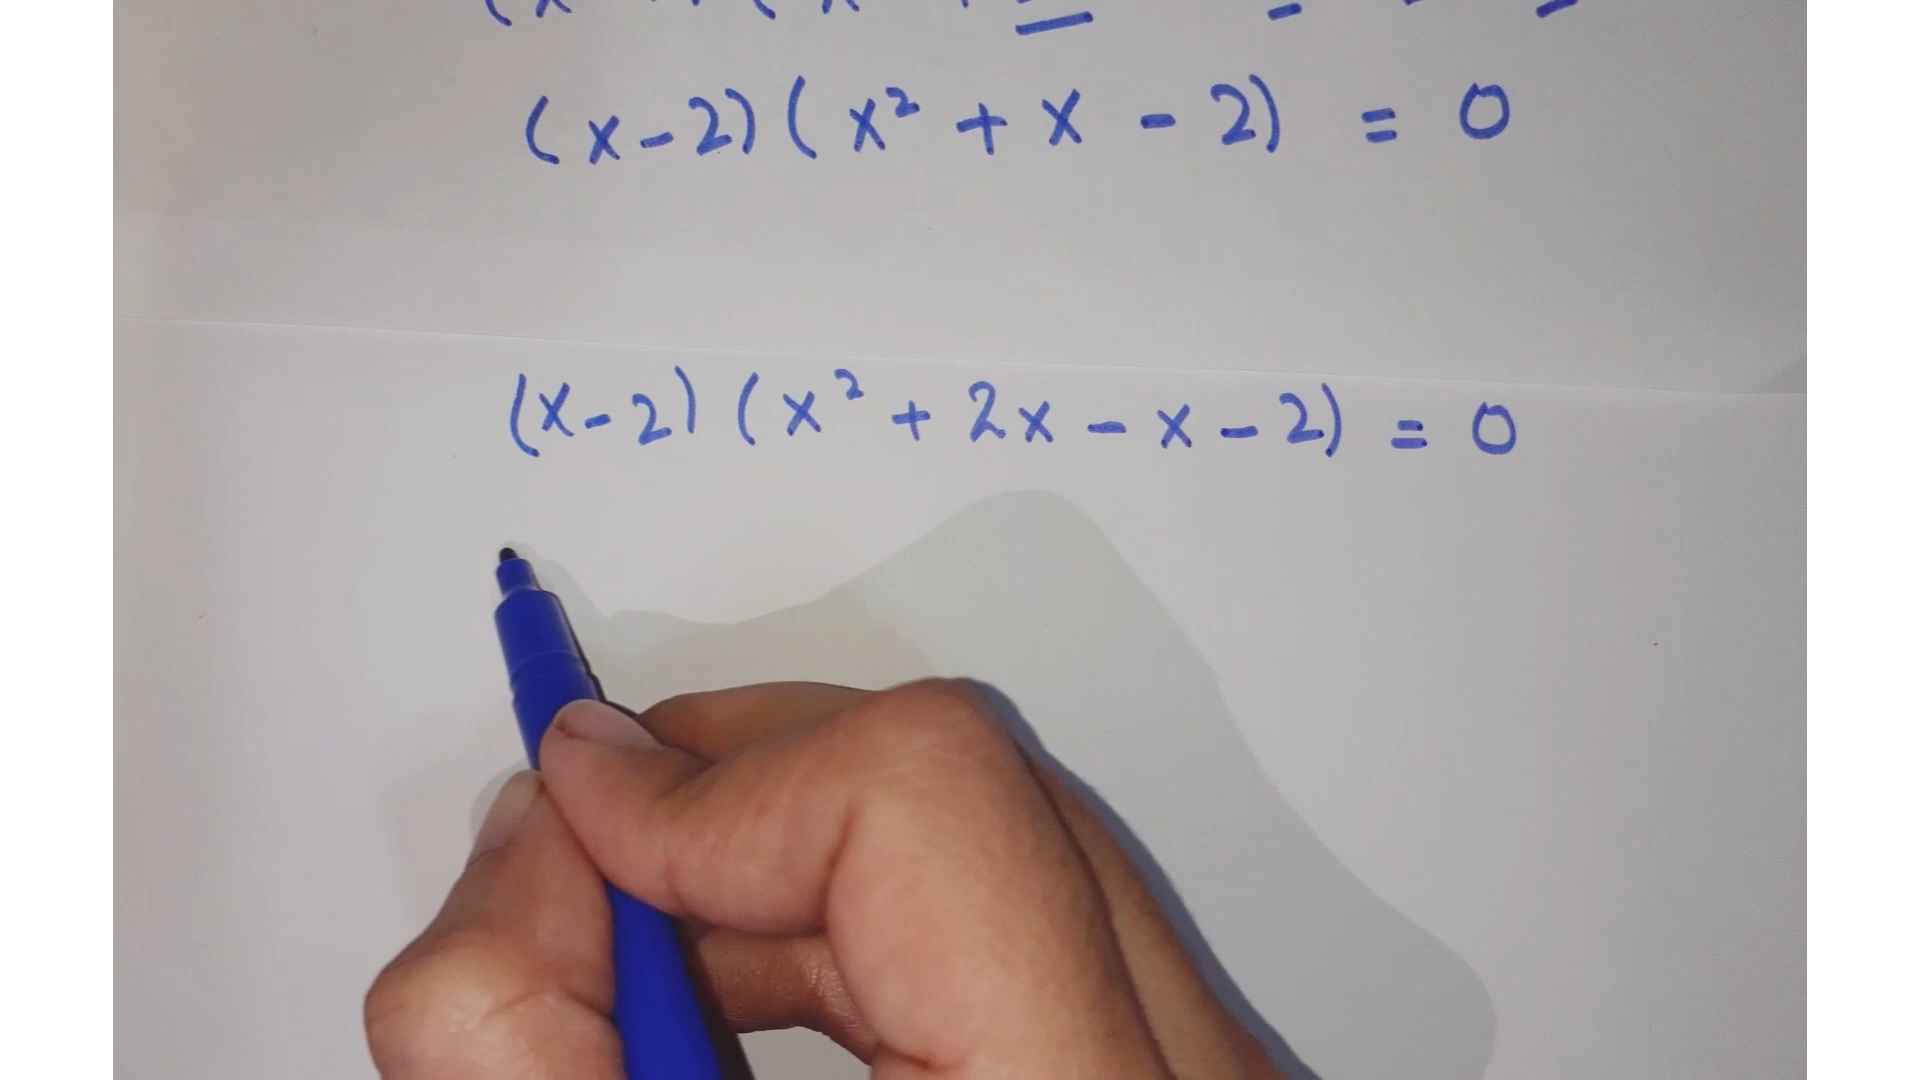 (x-2)(x² + x - 2) = 0
(x-2)(x² + 2x - x - 2) = 0